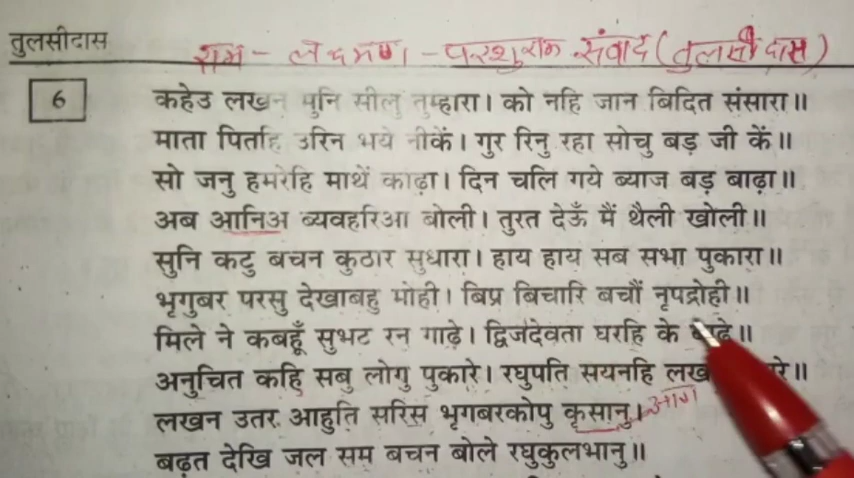 तुलसीदास
राम - लक्ष्मण - परशुराम संवाद (तुलसीदास)
6
कहेउ लखन मुनि सीलु तुम्हारा। को नहि जान बिदित संसारा॥
माता पितहि उरिन भये नीकें। गुर रिनु रहा सोचु बड़ जी कें॥
सो जनु हमरेहि माथें काढ़ा। दिन चलि गये ब्याज बड़ बाढ़ा॥
अब आनिअ ब्यवहरिआ बोली। तुरत देऊँ मैं थैली खोली॥
सुनि कटु बचन कुठार सुधारा। हाय हाय सब सभा पुकारा॥
भृगुबर परसु देखाबहु मोही। बिप्र बिचारि बचौं नृपद्रोही॥
मिले ने कबहूँ सुभट रन गाढ़े। द्विजदेवता घरहि के ॥
अनुचित कहि सबु लोगु पुकारे। रघुपति सयनहि ॥
लखन उतर आहुति सरिस भृगबरकोपु कृसानु। आग
बढ़त देखि जल सम बचन बोले रघुकुलभानु॥